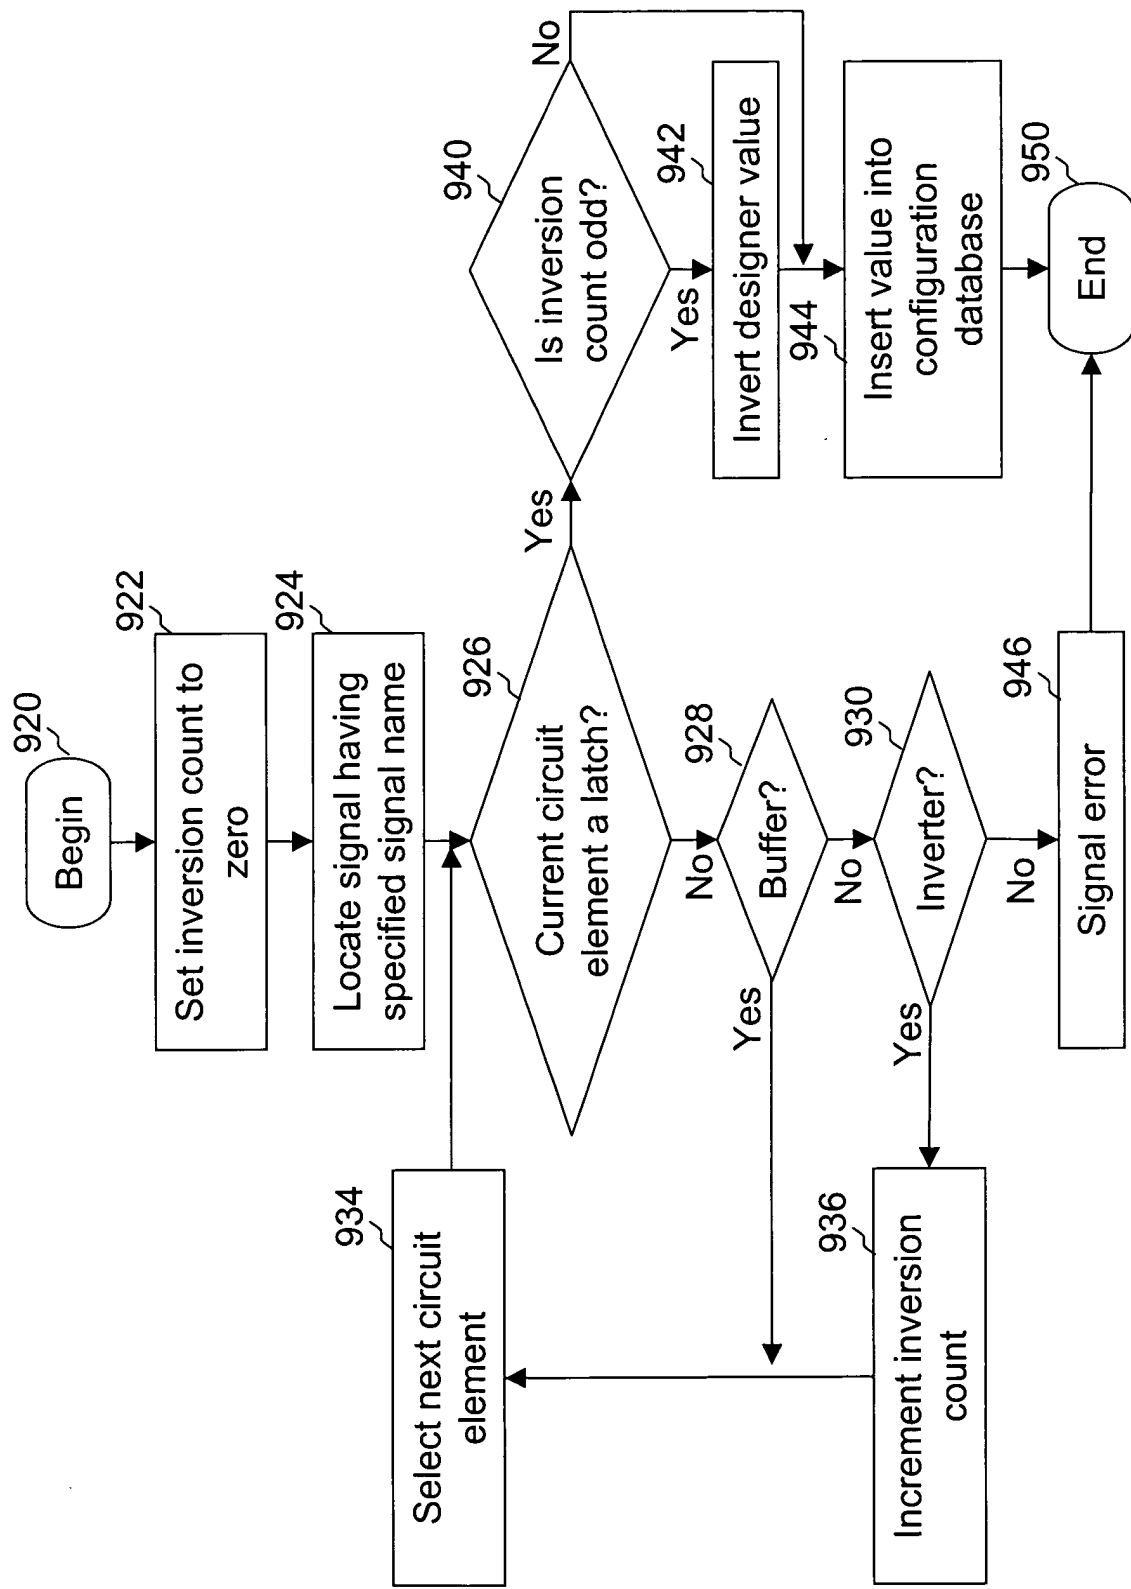 920
Begin
922
Set inversion count to
zero
924
Locate signal having
specified signal name
934
Select next circuit
element
926
Current circuit
element a latch?
Yes
No
940
Is inversion
count odd?
No
Yes
942
Invert designer value
944
Insert value into
configuration
database
928
Buffer?
Yes
No
930
Inverter?
Yes
No
936
Increment inversion
count
946
Signal error
950
End